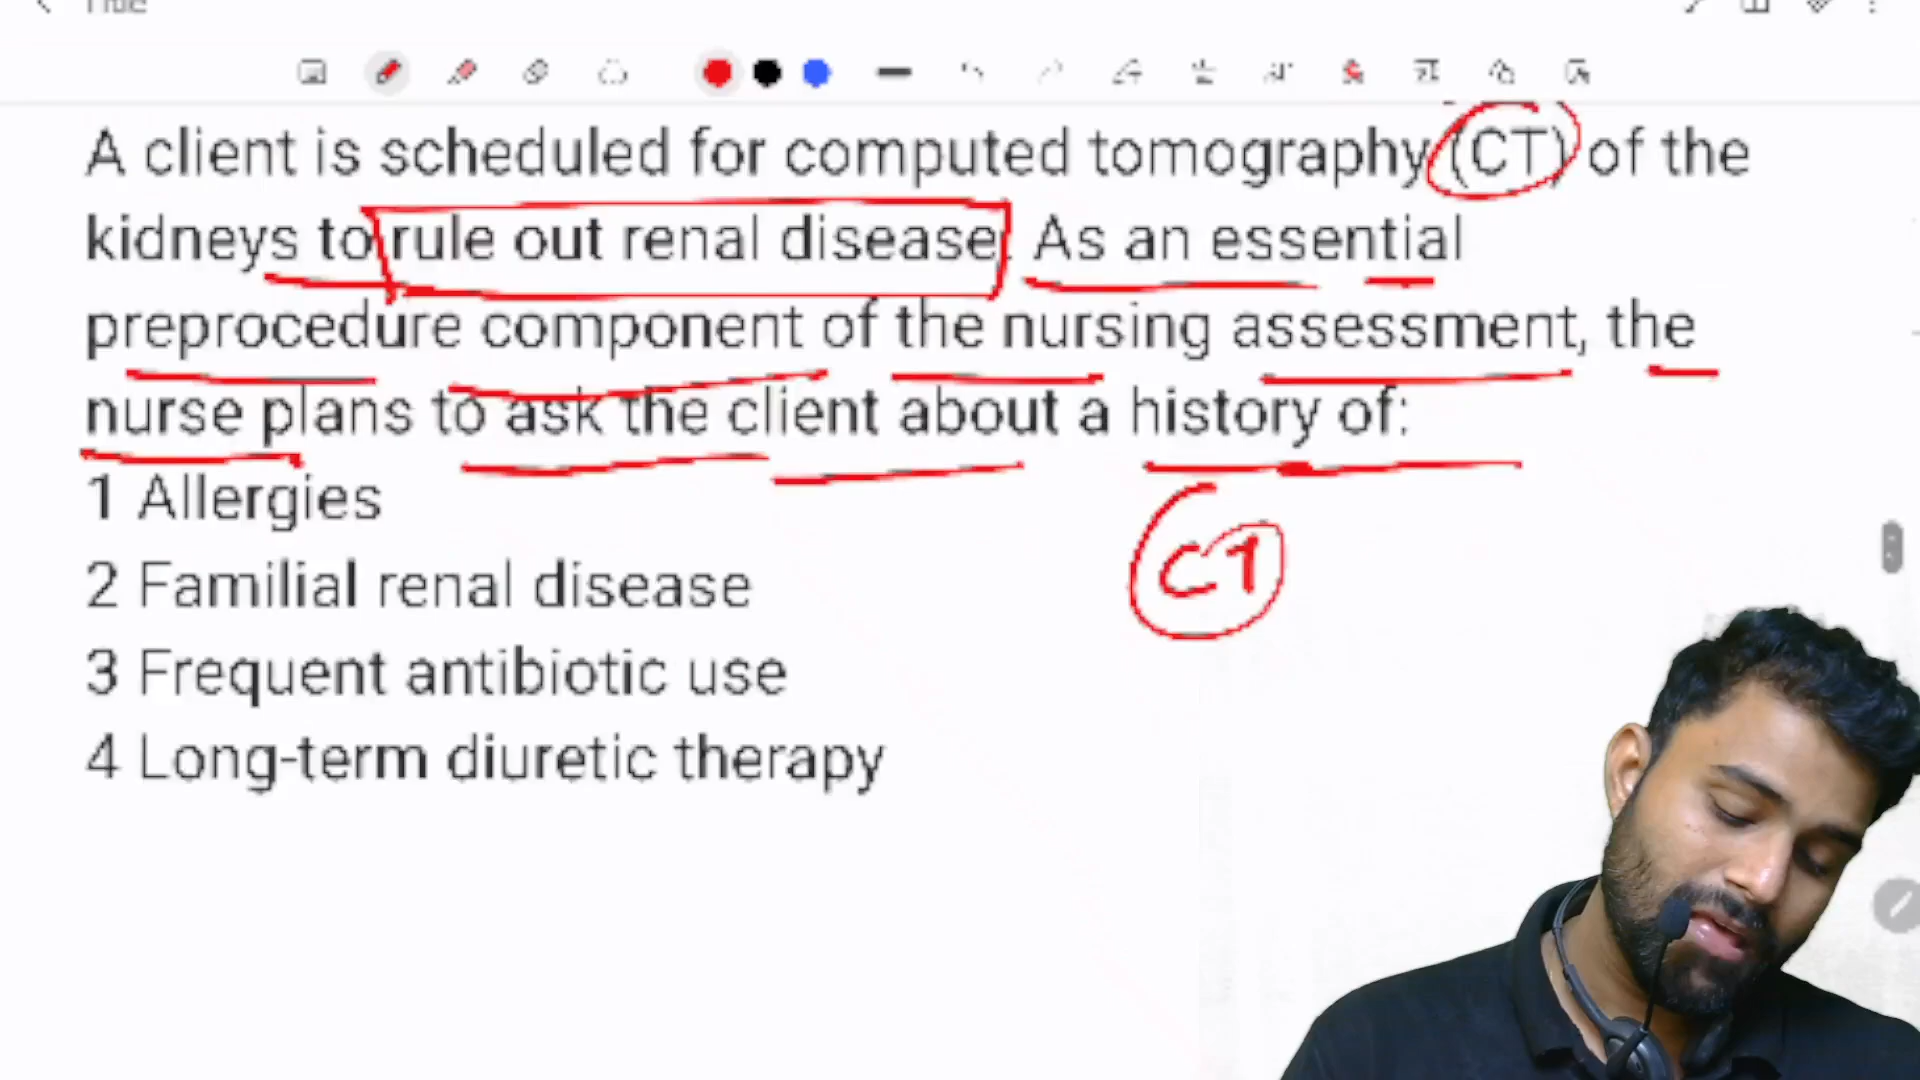 Title
A client is scheduled for computed tomography (CT) of the
kidneys to rule out renal disease. As an essential
preprocedure component of the nursing assessment, the
nurse plans to ask the client about a history of:
1 Allergies
CT
2 Familial renal disease
3 Frequent antibiotic use
4 Long-term diuretic therapy